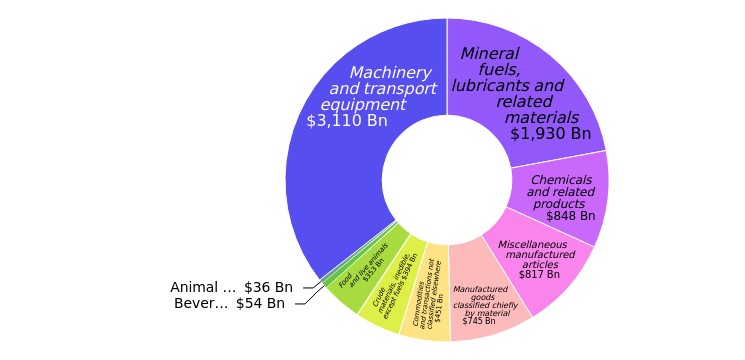 Mineral
fuels,
lubricants and
related
materials
$1,930 Bn
Chemicals
and related
products
$848 Bn
Miscellaneous
manufactured
articles
$817 Bn
Manufactured
goods
classified chiefly
by material
$745 Bn
Commodities
and transactions not
classified elsewhere
$451 Bn
Crude
materials, inedible,
except fuels $394 Bn
Food
and live animals
$353 Bn
Bever... $54 Bn
Animal ... $36 Bn
Machinery
and transport
equipment
$3,110 Bn